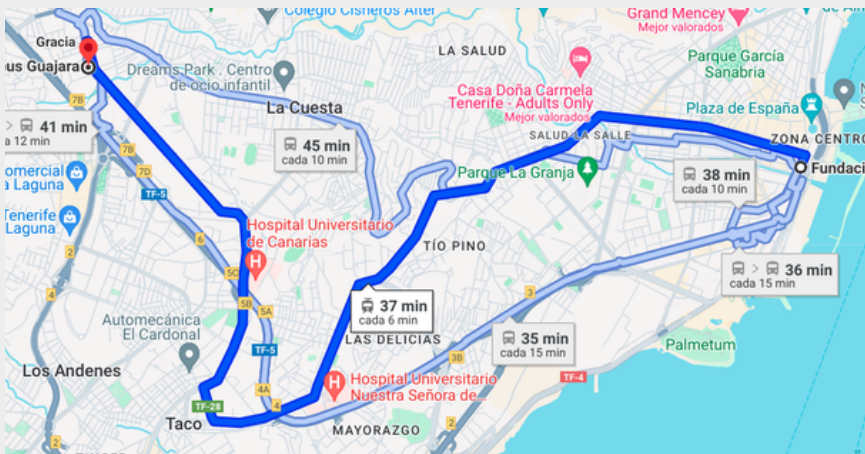 Colegio Cisneros Alter
Grand Mencey
Mejor valorados
Gracia
LA SALUD
Parque García
Sanabria
Dreams Park . Centro
de ocio infantil
Casa Doña Carmela
Tenerife - Adults Only
Mejor valorados
7B
La Cuesta
Plaza de España
41 min
12 min
45 min
cada 10 min
SALUD LA SALLE
ZONA CENTRO
7B
7D
TF-5
Parque La Granja
38 min
cada 10 min
Fundaci
Laguna
Tenerife
Laguna
2
6
Hospital Universitario
de Canarias
TÍO PINO
5C
4
5B
5A
37 min
cada 6 min
36 min
cada 15 min
3
Automecánica
El Cardonal
LAS DELICIAS
35 min
cada 15 min
TF-5
3B
Palmetum
Los Andenes
4A
Hospital Universitario
Nuestra Señora de...
TF-4
TF-28
4
Taco
MAYORAZGO
2
2